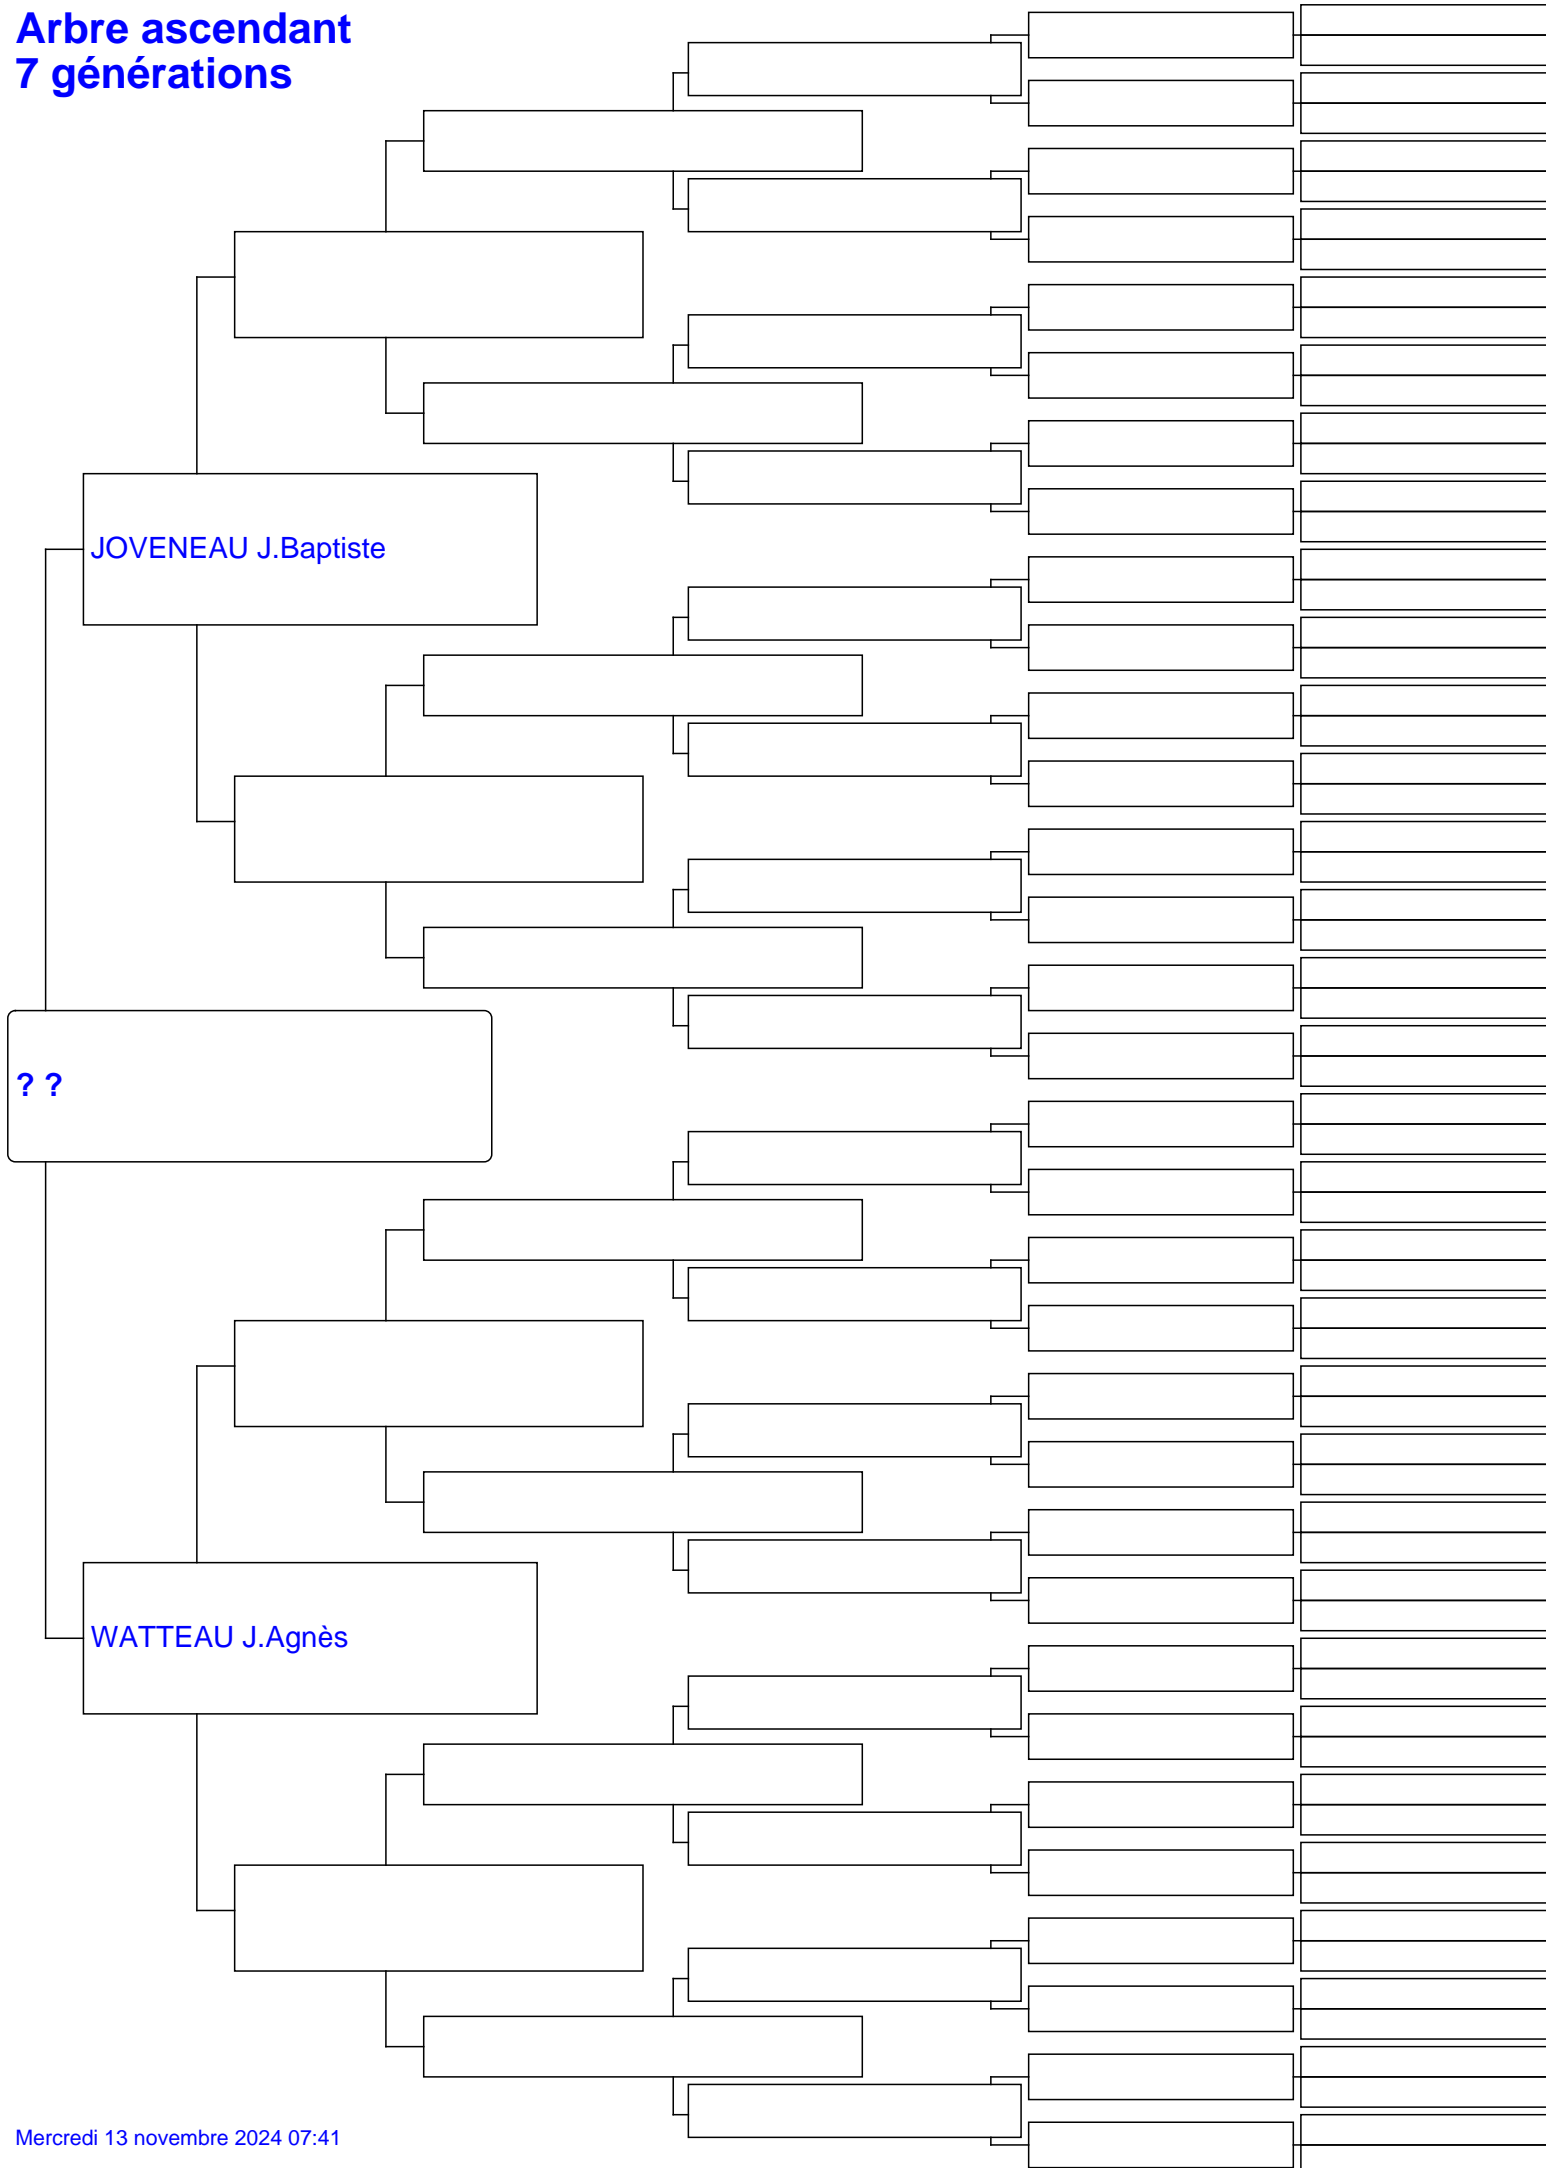 Arbre ascendant
7 générations
JOVENEAU J.Baptiste
? ?
WATTEAU J.Agnès
Mercredi 13 novembre 2024 07:41